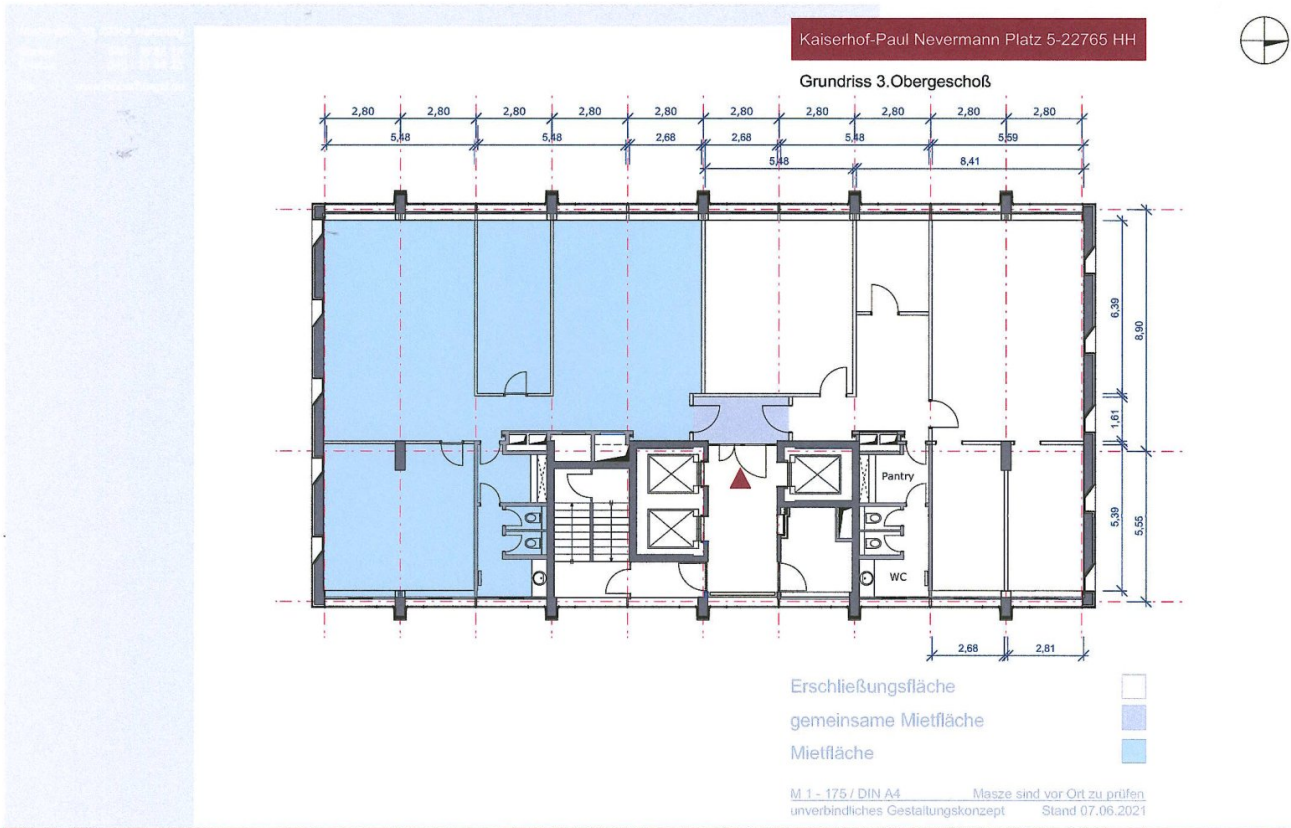 Kaiserhof-Paul Nevermann Platz 5-22765 HH
Grundriss 3.Obergeschoß
2,80 2,80 2,80 2,80 2,80 2,80 2,80 2,80 2,80 2,80
5,48 5,48 2,68 2,68 5,48 5,59
5,48 8,41
6,39
8,90
1,61
Pantry
5,39
5,55
WC
2,68 2,81
Erschließungsfläche
gemeinsame Mietfläche
Mietfläche
M 1 - 175 / DIN A4 Masze sind vor Ort zu prüfen
unverbindliches Gestaltungskonzept Stand 07.06.2021